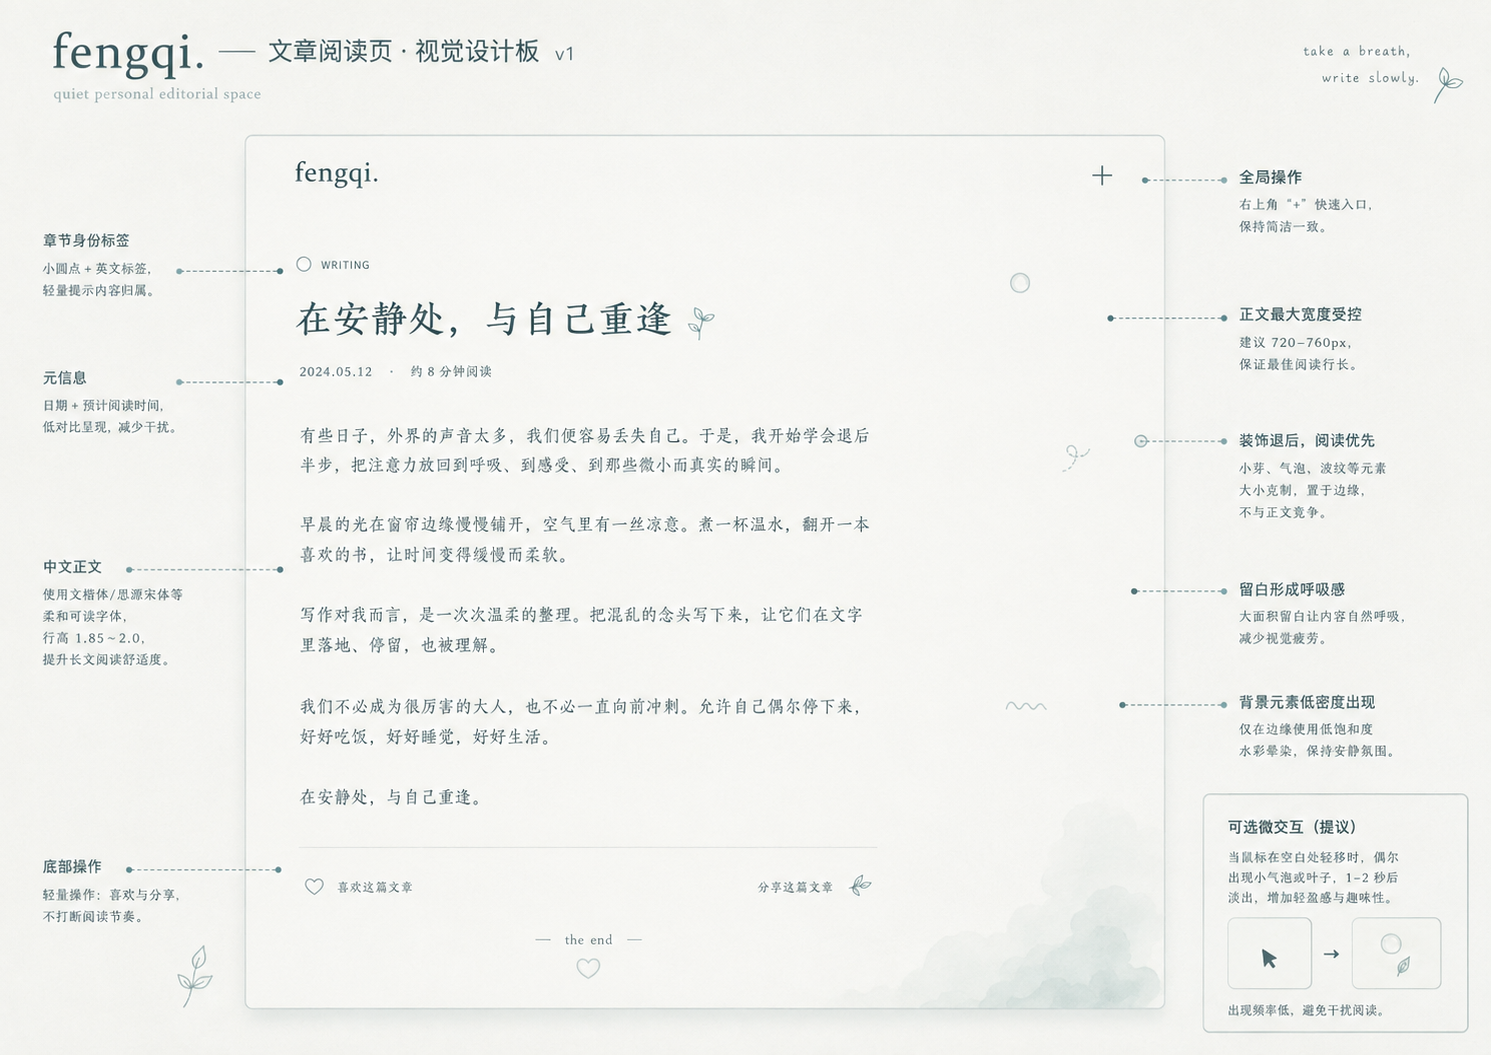 fengqi. — 文章阅读页 · 视觉设计板 v1
quiet personal editorial space
take a breath,
write slowly.
章节身份标签
小圆点 + 英文标签，
轻量提示内容归属。
元信息
日期 + 预计阅读时间，
低对比呈现，减少干扰。
中文正文
使用文楷体/思源宋体等
柔和可读字体，
行高 1.85～2.0，
提升长文阅读舒适度。
底部操作
轻量操作：喜欢与分享，
不打断阅读节奏。
fengqi.
+
WRITING
在安静处，与自己重逢
2024.05.12 · 约 8 分钟阅读
有些日子，外界的声音太多，我们便容易丢失自己。于是，我开始学会退后
半步，把注意力放回到呼吸、到感受、到那些微小而真实的瞬间。
早晨的光在窗帘边缘慢慢铺开，空气里有一丝凉意。煮一杯温水，翻开一本
喜欢的书，让时间变得缓慢而柔软。
写作对我而言，是一次次温柔的整理。把混乱的念头写下来，让它们在文字
里落地、停留，也被理解。
我们不必成为很厉害的大人，也不必一直向前冲刺。允许自己偶尔停下来，
好好吃饭，好好睡觉，好好生活。
在安静处，与自己重逢。
喜欢这篇文章
分享这篇文章
— the end —
全局操作
右上角 “+” 快速入口，
保持简洁一致。
正文最大宽度受控
建议 720–760px，
保证最佳阅读行长。
装饰退后，阅读优先
小芽、气泡、波纹等元素
大小克制，置于边缘，
不与正文竞争。
留白形成呼吸感
大面积留白让内容自然呼吸，
减少视觉疲劳。
背景元素低密度出现
仅在边缘使用低饱和度
水彩晕染，保持安静氛围。
可选微交互（提议）
当鼠标在空白处轻移时，偶尔
出现小气泡或叶子，1–2 秒后
淡出，增加轻盈感与趣味性。
→
出现频率低，避免干扰阅读。